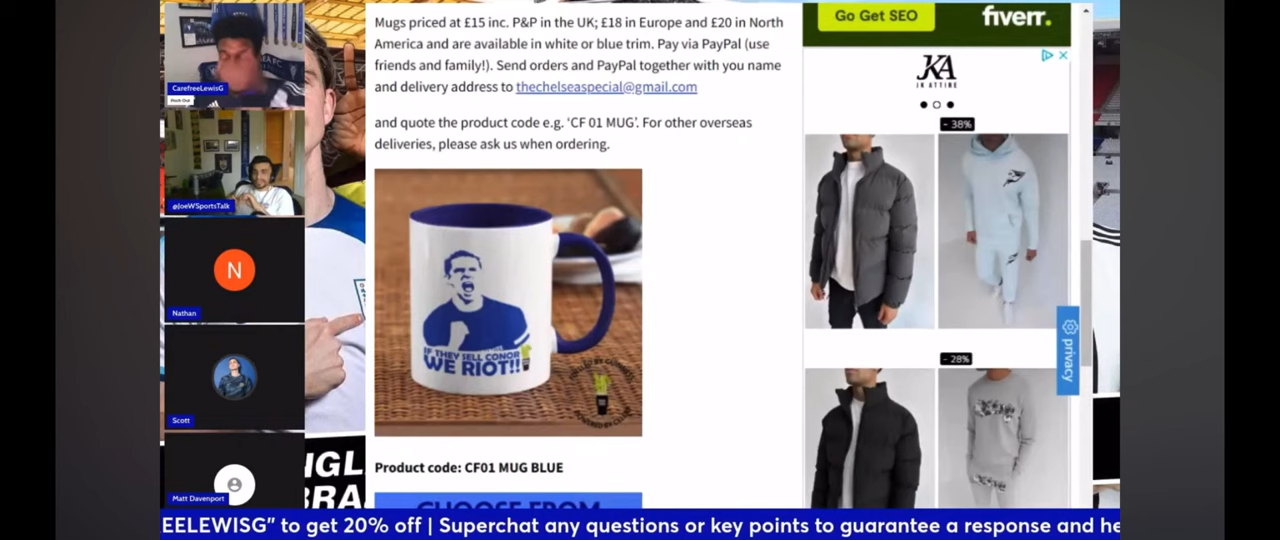 CarefreeLewisG
@JoeWSportsTalk
N
Nathan
Scott
Matt Davenport
Mugs priced at £15 inc. P&P in the UK; £18 in Europe and £20 in North
America and are available in white or blue trim. Pay via PayPal (use
friends and family!). Send orders and PayPal together with you name
and delivery address to thechelseaspecial@gmail.com
and quote the product code e.g. ‘CF 01 MUG’. For other overseas
deliveries, please ask us when ordering.
IF THEY SELL CONOR
WE RIOT!!
Product code: CF01 MUG BLUE
CHOOSE FROM
Go Get SEO
fiverr.
JK ATTIRE
- 38%
- 28%
privacy
EELEWISG" to get 20% off | Superchat any questions or key points to guarantee a response and he